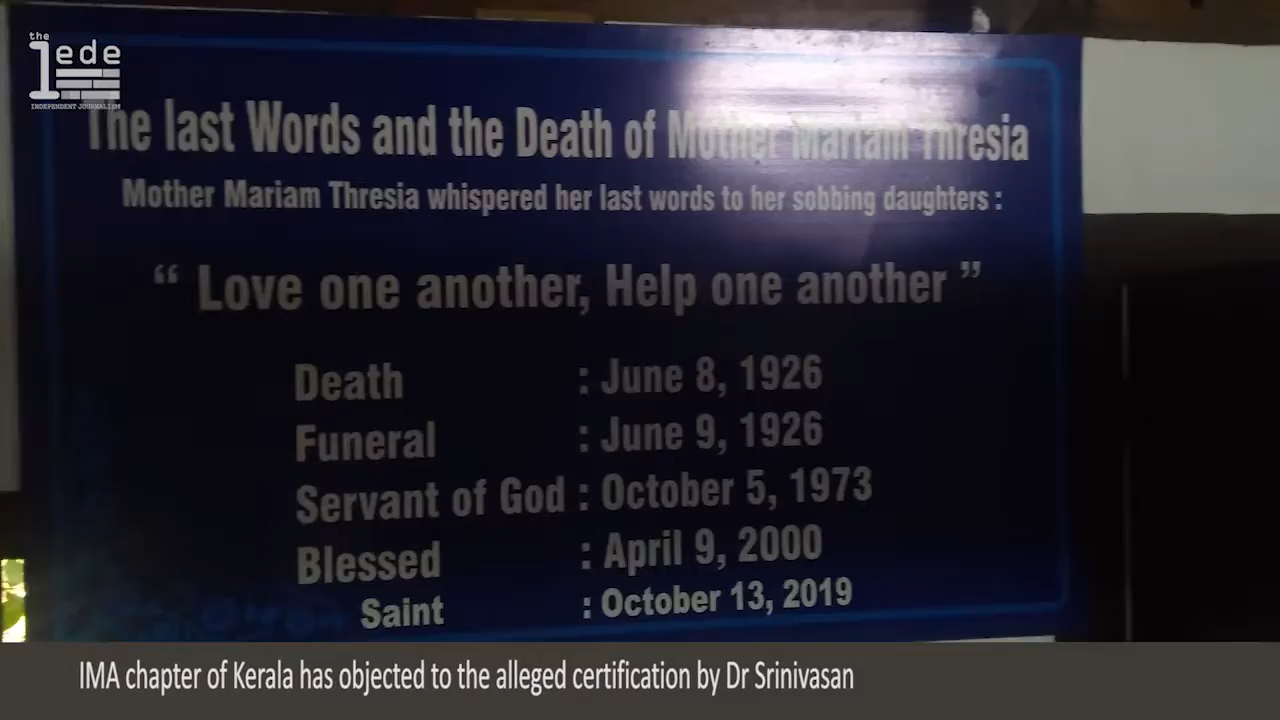 the
lede
INDEPENDENT JOURNALISM
The last Words and the Death of Mother Mariam Thresia
Mother Mariam Thresia whispered her last words to her sobbing daughters :
“ Love one another, Help one another ”
Death : June 8, 1926
Funeral : June 9, 1926
Servant of God : October 5, 1973
Blessed : April 9, 2000
Saint : October 13, 2019
IMA chapter of Kerala has objected to the alleged certification by Dr Srinivasan